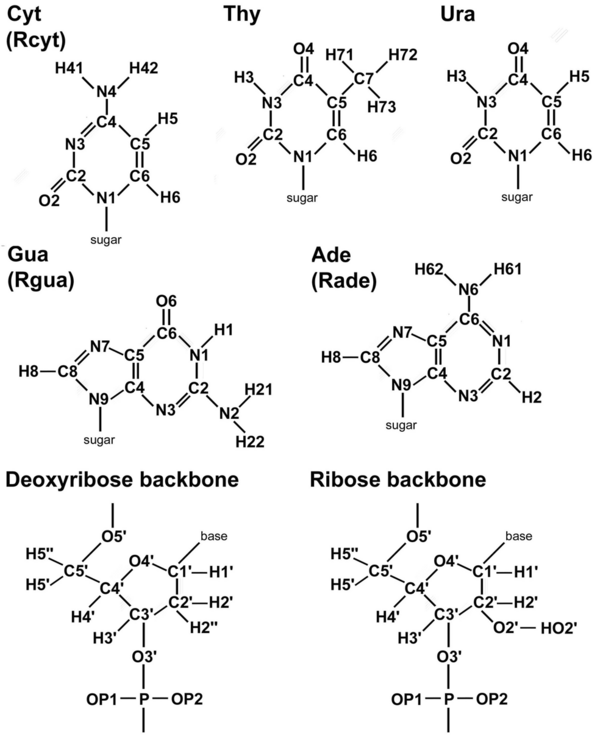 Cyt Thy Ura
(Rcyt)
H41 H42 O4 H71 H72 O4
N4 H3 C4 C7 H3 C4 H5
C4 H5 N3 C5 H73 N3 C5
N3 C5 C2 C6 C2 C6
C2 C6 O2 N1 H6 O2 N1 H6
O2 N1 H6 sugar sugar
sugar
Gua Ade
(Rgua) (Rade)
O6 H62 H61
C6 H1 N6
N7 C5 N1 N7 C5 C6 N1
H8 C8 C4 C2 H21 H8 C8 C4 C2
N9 N3 N2 N9 N3 H2
sugar H22 sugar
Deoxyribose backbone Ribose backbone
O5' base O5' base
H5'' C5' O4' C1' H1' H5'' C5' O4' C1' H1'
H5' C4' C2' H2' H5' C4' C2' H2'
H4' C3' H2'' H4' C3' O2' HO2'
H3' H3'
O3' O3'
OP1 P OP2 OP1 P OP2